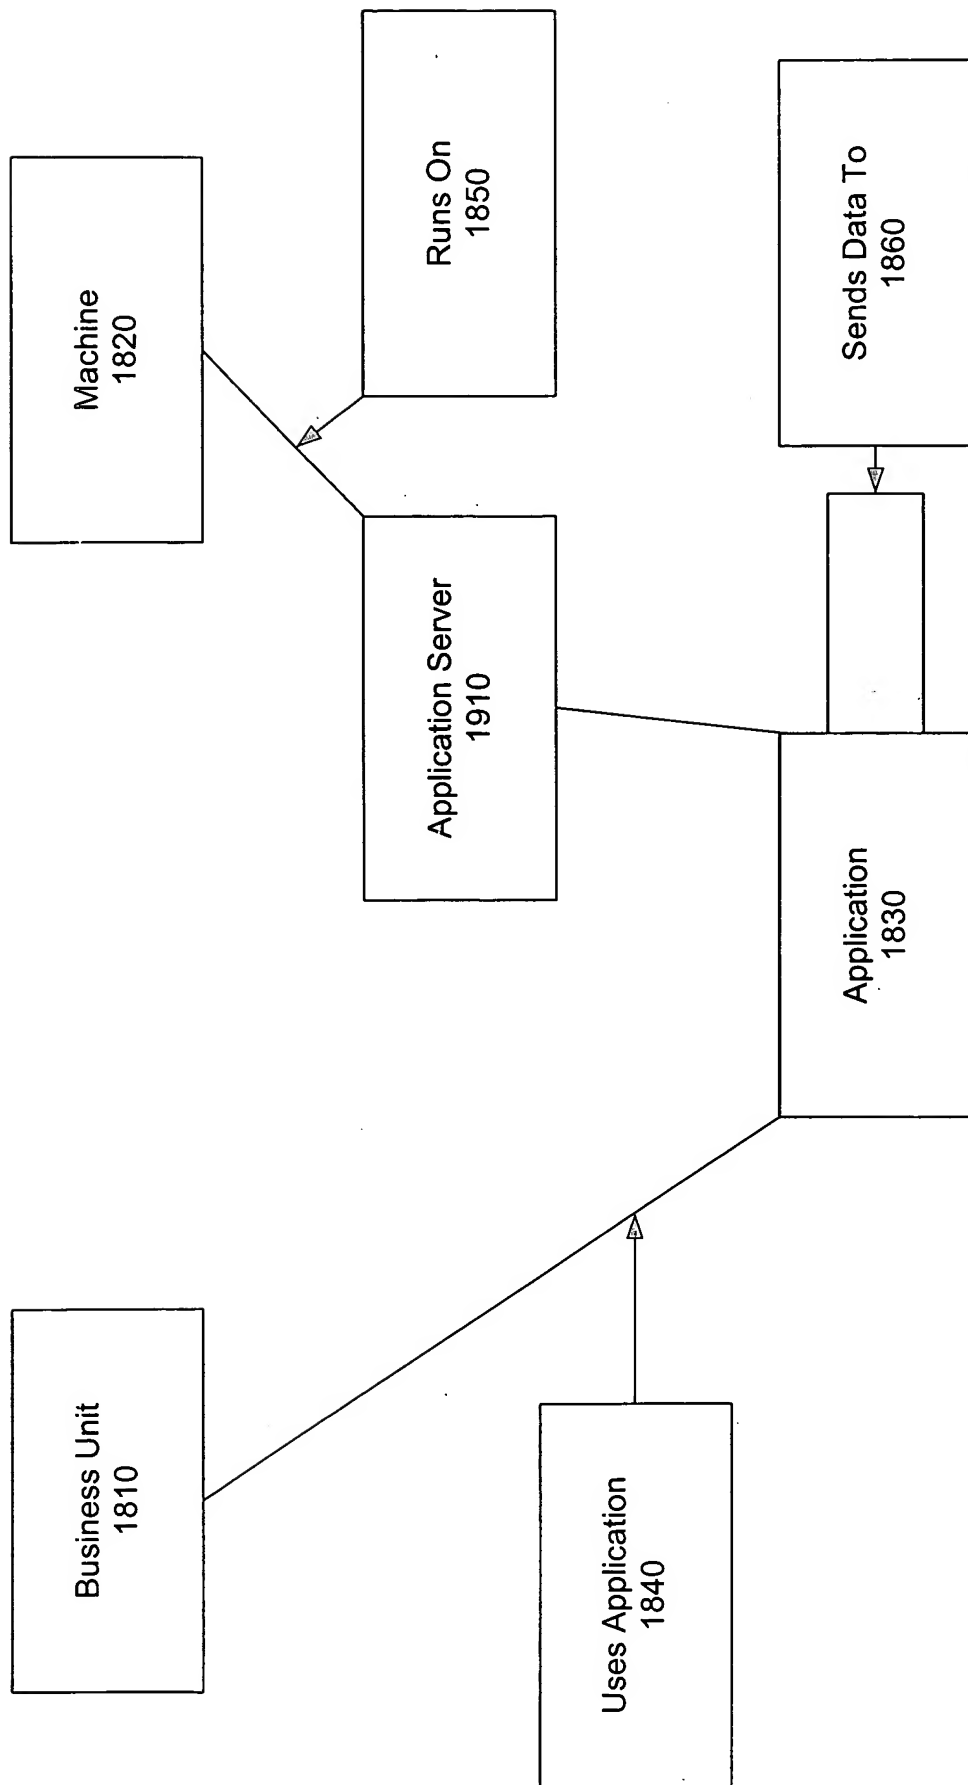 Business Unit
1810
Machine
1820
Runs On
1850
Application Server
1910
Uses Application
1840
Application
1830
Sends Data To
1860